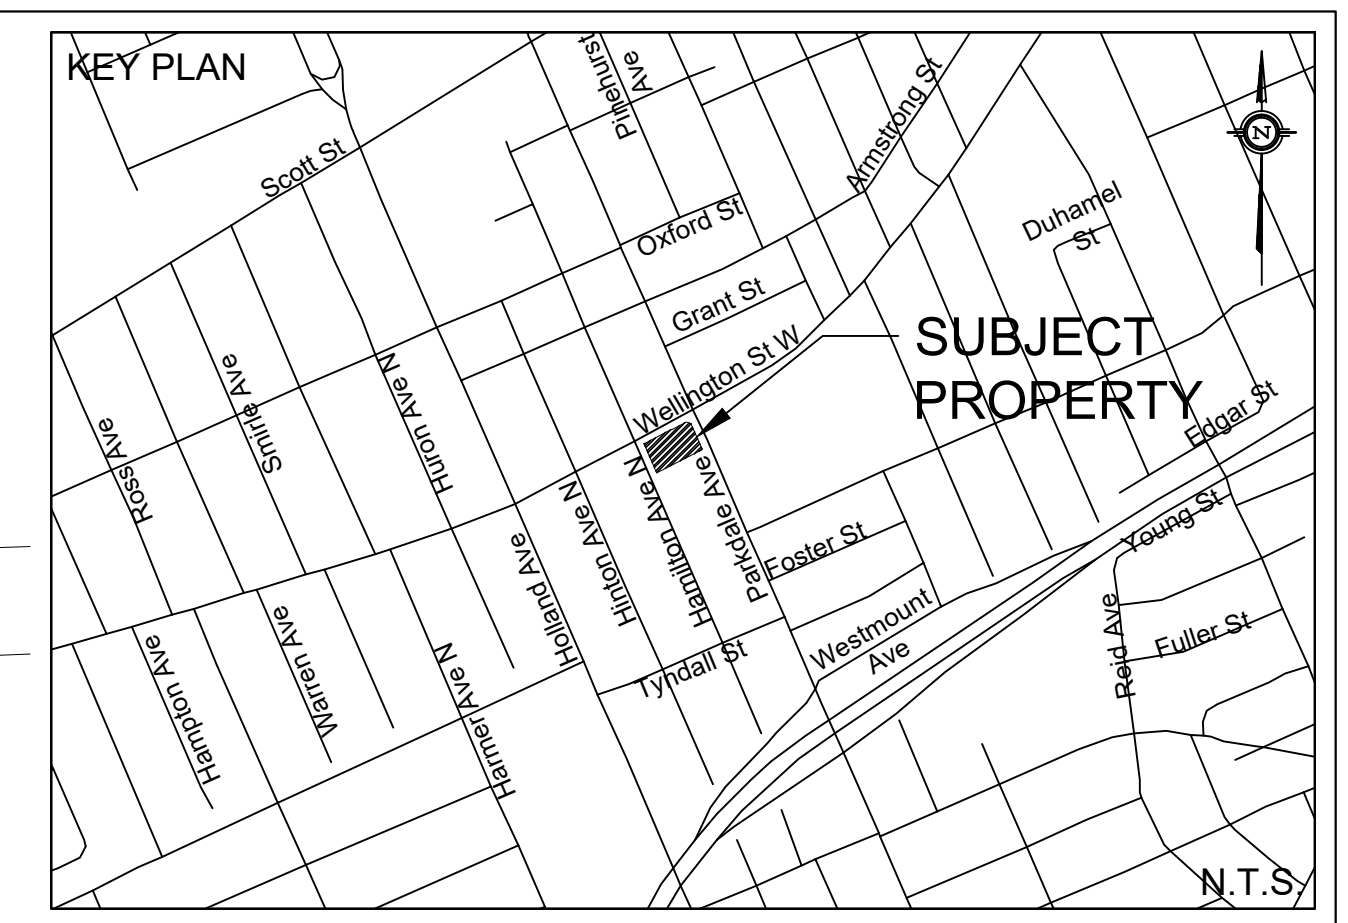 KEY PLAN
Pinehurst
Ave
Armstrong St
N
Scott St
Duhamel
St
Oxford St
Grant St
Wellington St W
SUBJECT
PROPERTY
Edgar St
Ross Ave
Smirle Ave
Huron Ave N
Holland Ave
Hinton Ave N
Hamilton Ave N
Parkdale Ave
Foster St
Young St
Westmount
Ave
Reid Ave
Fuller St
Tyndall St
Hampton Ave
Warren Ave
Harmer Ave N
N.T.S.